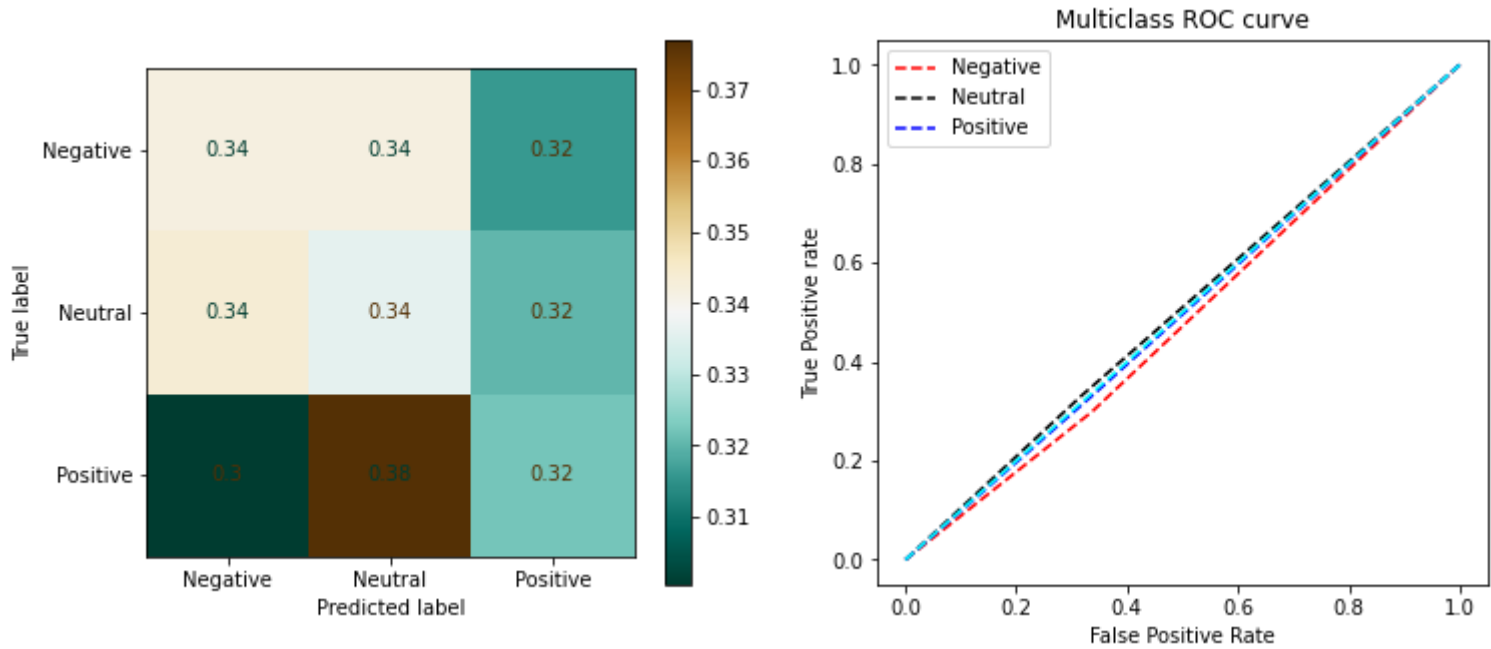 Negative
Neutral
Positive
True label
0.34 0.34 0.32
0.34 0.34 0.32
0.3 0.38 0.32
Negative Neutral Positive
Predicted label
0.37
0.36
0.35
0.34
0.33
0.32
0.31
Multiclass ROC curve
Negative
Neutral
Positive
True Positive rate
1.0
0.8
0.6
0.4
0.2
0.0
0.0 0.2 0.4 0.6 0.8 1.0
False Positive Rate